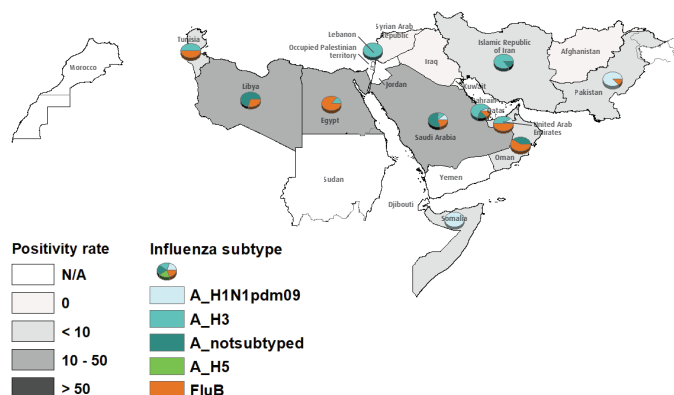 Tunisia
Lebanon
Syrian Arab
Republic
Occupied Palestinian
territory
Islamic Republic
of Iran
Afghanistan
Morocco
Iraq
Jordan
Kuwait
Pakistan
Libya
Egypt
Bahrain
Qatar
Saudi Arabia
United Arab
Emirates
Oman
Sudan
Yemen
Djibouti
Somalia
Positivity rate
N/A
0
< 10
10 - 50
> 50
Influenza subtype
A_H1N1pdm09
A_H3
A_notsubtyped
A_H5
FluB